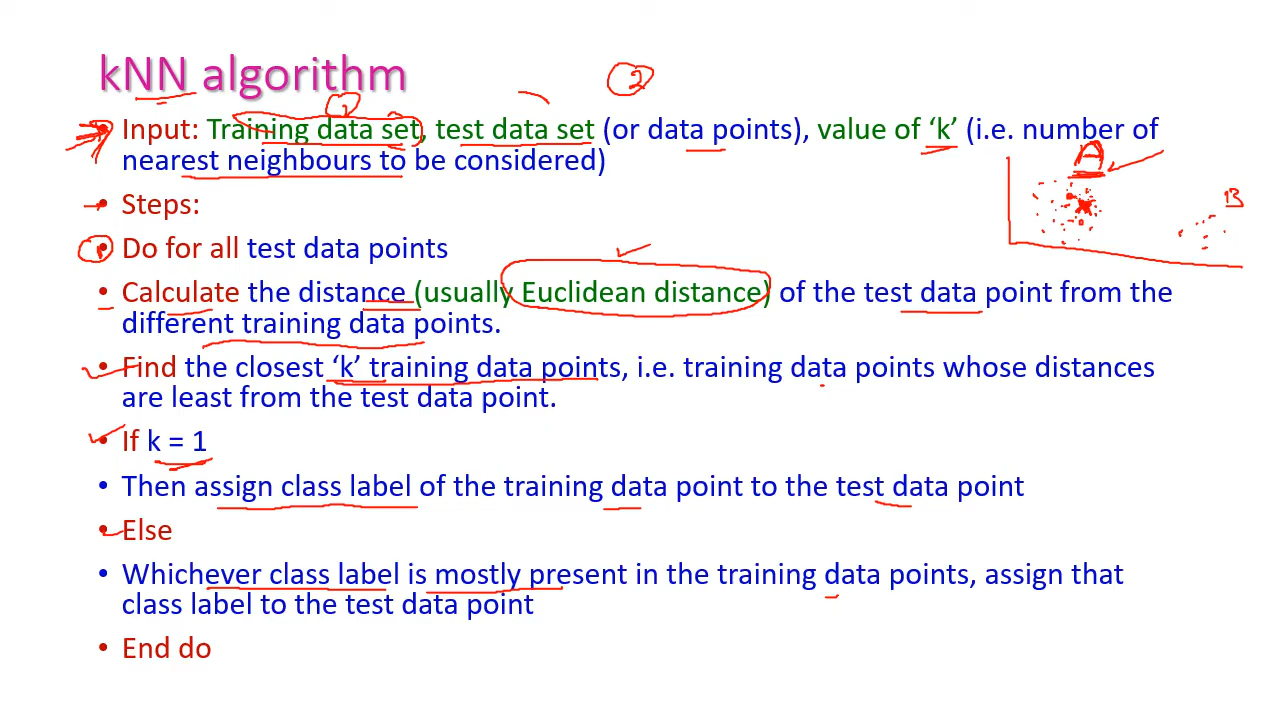 kNN algorithm
2
1
• Input: Training data set, test data set (or data points), value of ‘k’ (i.e. number of
nearest neighbours to be considered)
A
B
• Steps:
• Do for all test data points
• Calculate the distance (usually Euclidean distance) of the test data point from the
different training data points.
• Find the closest ‘k’ training data points, i.e. training data points whose distances
are least from the test data point.
• If k = 1
• Then assign class label of the training data point to the test data point
• Else
• Whichever class label is mostly present in the training data points, assign that
class label to the test data point
• End do